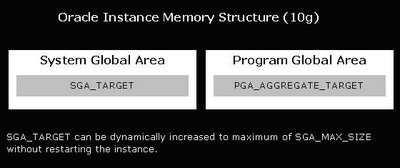 Oracle Instance Memory Structure (10g)
System Global Area
SGA_TARGET
Program Global Area
PGA_AGGREGATE_TARGET
SGA_TARGET can be dynamically increased to maximum of SGA_MAX_SIZE
without restarting the instance.